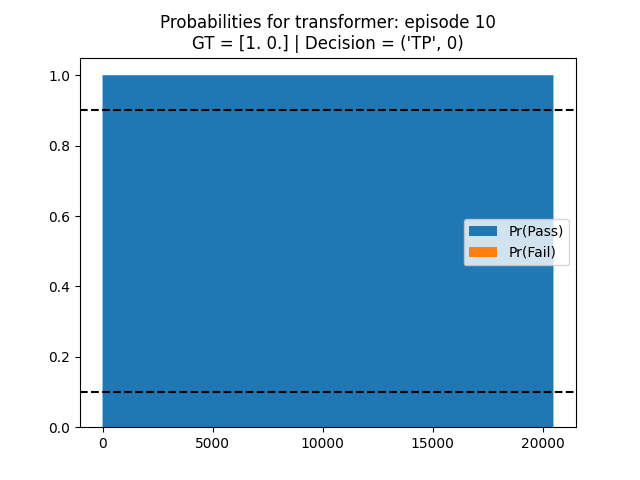 Probabilities for transformer: episode 10
GT = [1. 0.] | Decision = ('TP', 0)
1.0
0.8
0.6
0.4
0.2
0.0
Pr(Pass)
Pr(Fail)
0
5000
10000
15000
20000